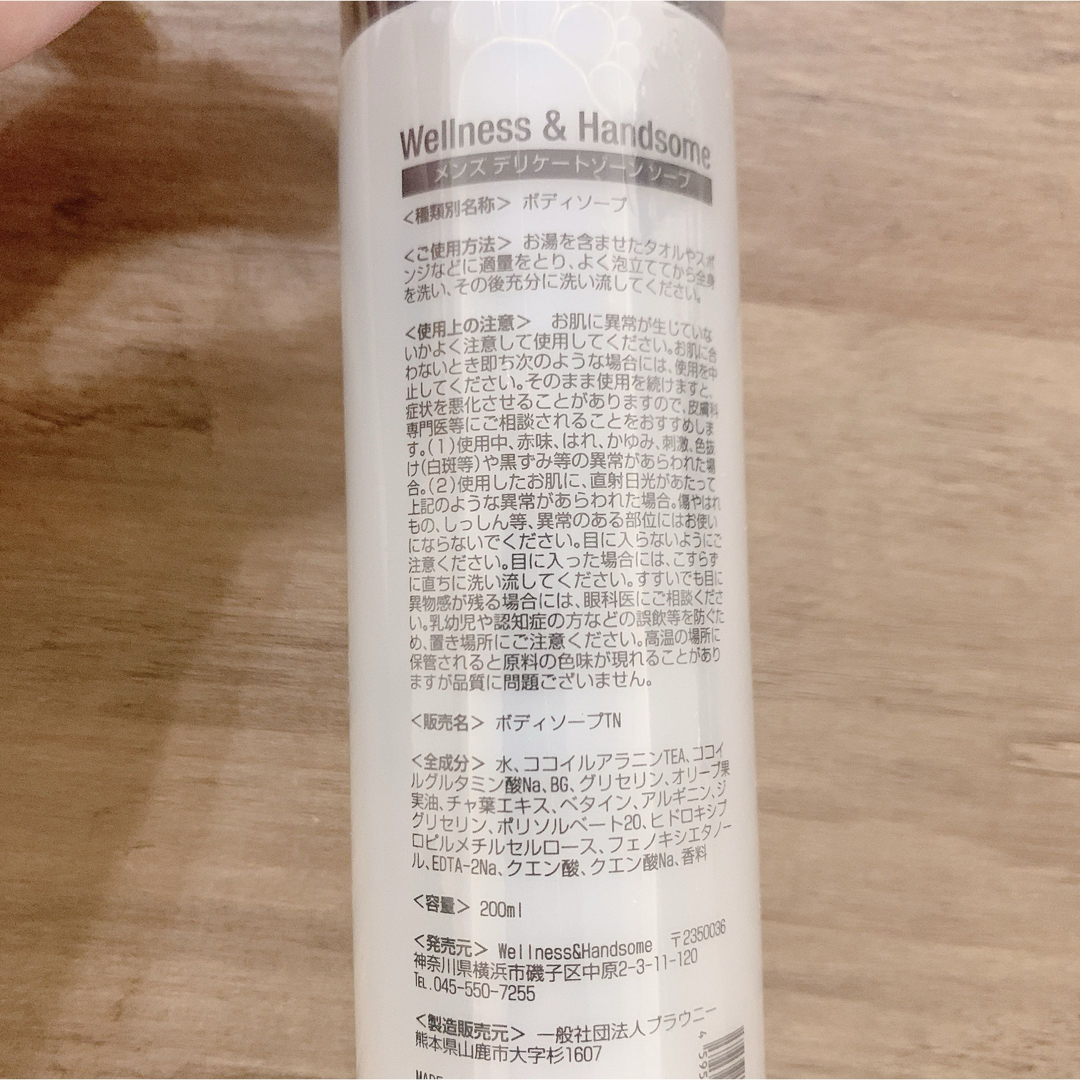 Wellness & Handsome
メンズ デリケートゾーン ソープ
<種類別名称> ボディソープ
<ご使用方法> お湯を含ませたタオルやスポ
ンジなどに適量をとり、よく泡立ててから全身
を洗い、その後充分に洗い流してください。
<使用上の注意> お肌に異常が生じていな
いかよく注意して使用してください。お肌に合
わないとき即ち次のような場合には、使用を中
止してください。そのまま使用を続けますと、
症状を悪化させることがありますので、皮膚科
専門医等にご相談されることをおすすめしま
す。(1)使用中、赤味、はれ、かゆみ、刺激、色抜
け(白斑等)や黒ずみ等の異常があらわれた場
合。(2)使用したお肌に、直射日光があたって
上記のような異常があらわれた場合。傷やはれ
もの、しっしん等、異常のある部位にはお使い
にならないでください。目に入らないようにご
注意ください。目に入った場合には、こすらず
に直ちに洗い流してください。すすいでも目に
異物感が残る場合には、眼科医にご相談くださ
い。乳幼児や認知症の方などの誤飲等を防ぐた
め、置き場所にご注意ください。高温の場所に
保管されると原料の色味が現れることがあり
ますが品質に問題ございません。
<販売名> ボディソープTN
<全成分> 水、ココイルアラニンTEA、ココイ
ルグルタミン酸Na、BG、グリセリン、オリーブ果
実油、チャ葉エキス、ベタイン、アルギニン、ジ
グリセリン、ポリソルベート20、ヒドロキシプ
ロピルメチルセルロース、フェノキシエタノー
ル、EDTA-2Na、クエン酸、クエン酸Na、香料
<容量> 200ml
<発売元> Wellness&Handsome 〒2350036
神奈川県横浜市磯子区中原2-3-11-120
TEL.045-550-7255
<製造販売元> 一般社団法人ブラウニー
熊本県山鹿市大字杉1607
4 595